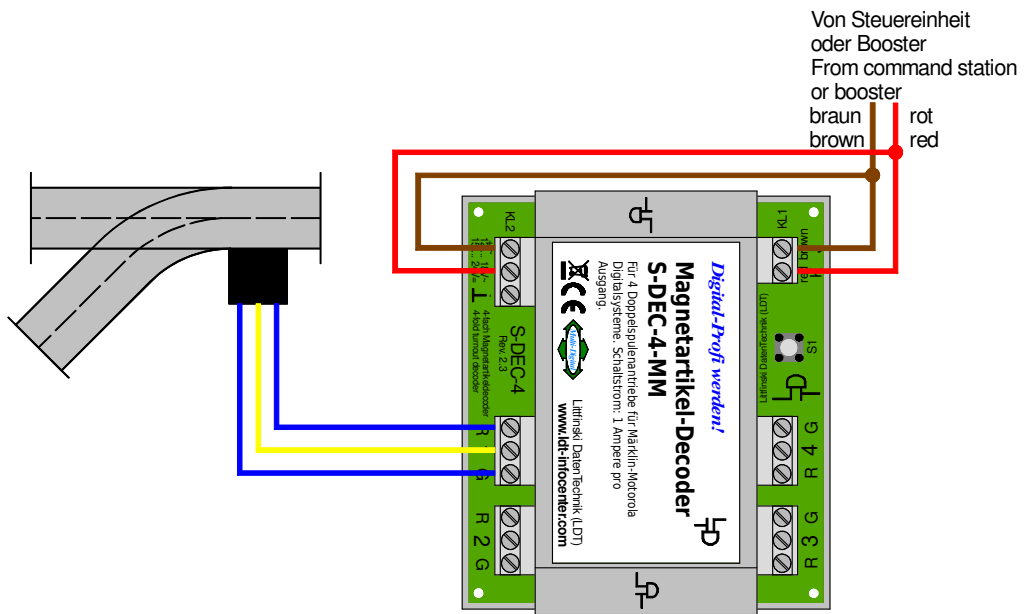 Von Steuereinheit
oder Booster
From command station
or booster
braun rot
brown red
KL2
KL1
S-DEC-4
Rev. 2.3
4-fach Magnetartikeldecoder
4-fold turnout decoder
R
G
R 2 G
Digital-Profi werden!
Magnetartikel-Decoder
S-DEC-4-MM
Für 4 Doppelspulenantriebe für Märklin-Motorola
Digitalsysteme. Schaltstrom: 1 Ampere pro
Ausgang.
CE
Multi-Digital
Littfinski DatenTechnik (LDT)
www.ldt-infocenter.com
red brown
S1
Littfinski DatenTechnik (LDT)
R 4 G
R 3 G